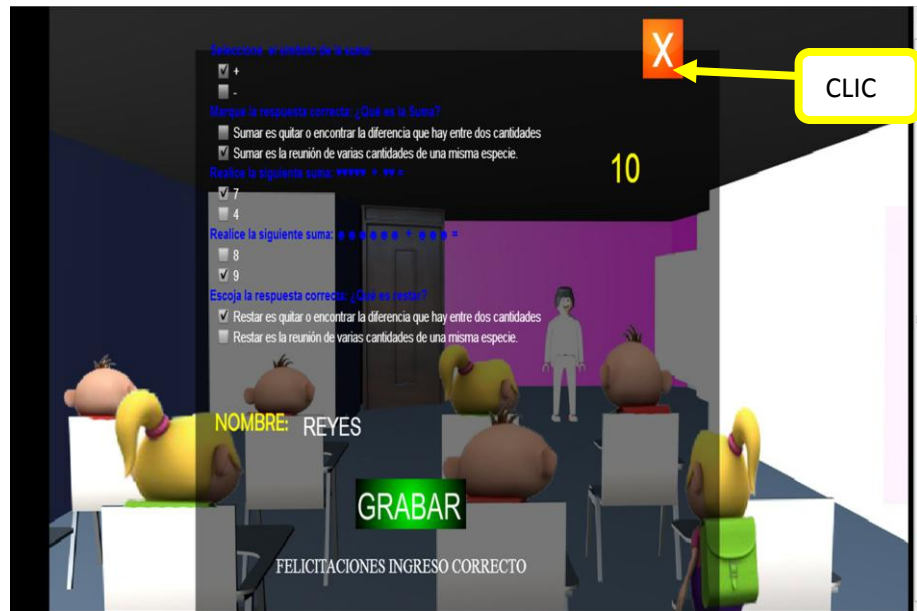 Seleccione, el simbolo de la suma
X
+
-
CLIC
Marque la respuesta correcta: ¿Qué es la Suma?
Sumar es quitar o encontrar la diferencia que hay entre dos cantidades
Sumar es la reunión de varias cantidades de una misma especie.
10
Realice la siguiente suma: ♥♥♥♥♥ + ♥♥ =
7
4
Realice la siguiente suma: ☻ ☻ ☻ ☻ ☻ ☻ + ☻ ☻ ☻ =
8
9
Escoja la respuesta correcta: ¿Qué es restar?
Restar es quitar o encontrar la diferencia que hay entre dos cantidades
Restar es la reunión de varias cantidades de una misma especie.
NOMBRE: REYES
GRABAR
FELICITACIONES INGRESO CORRECTO